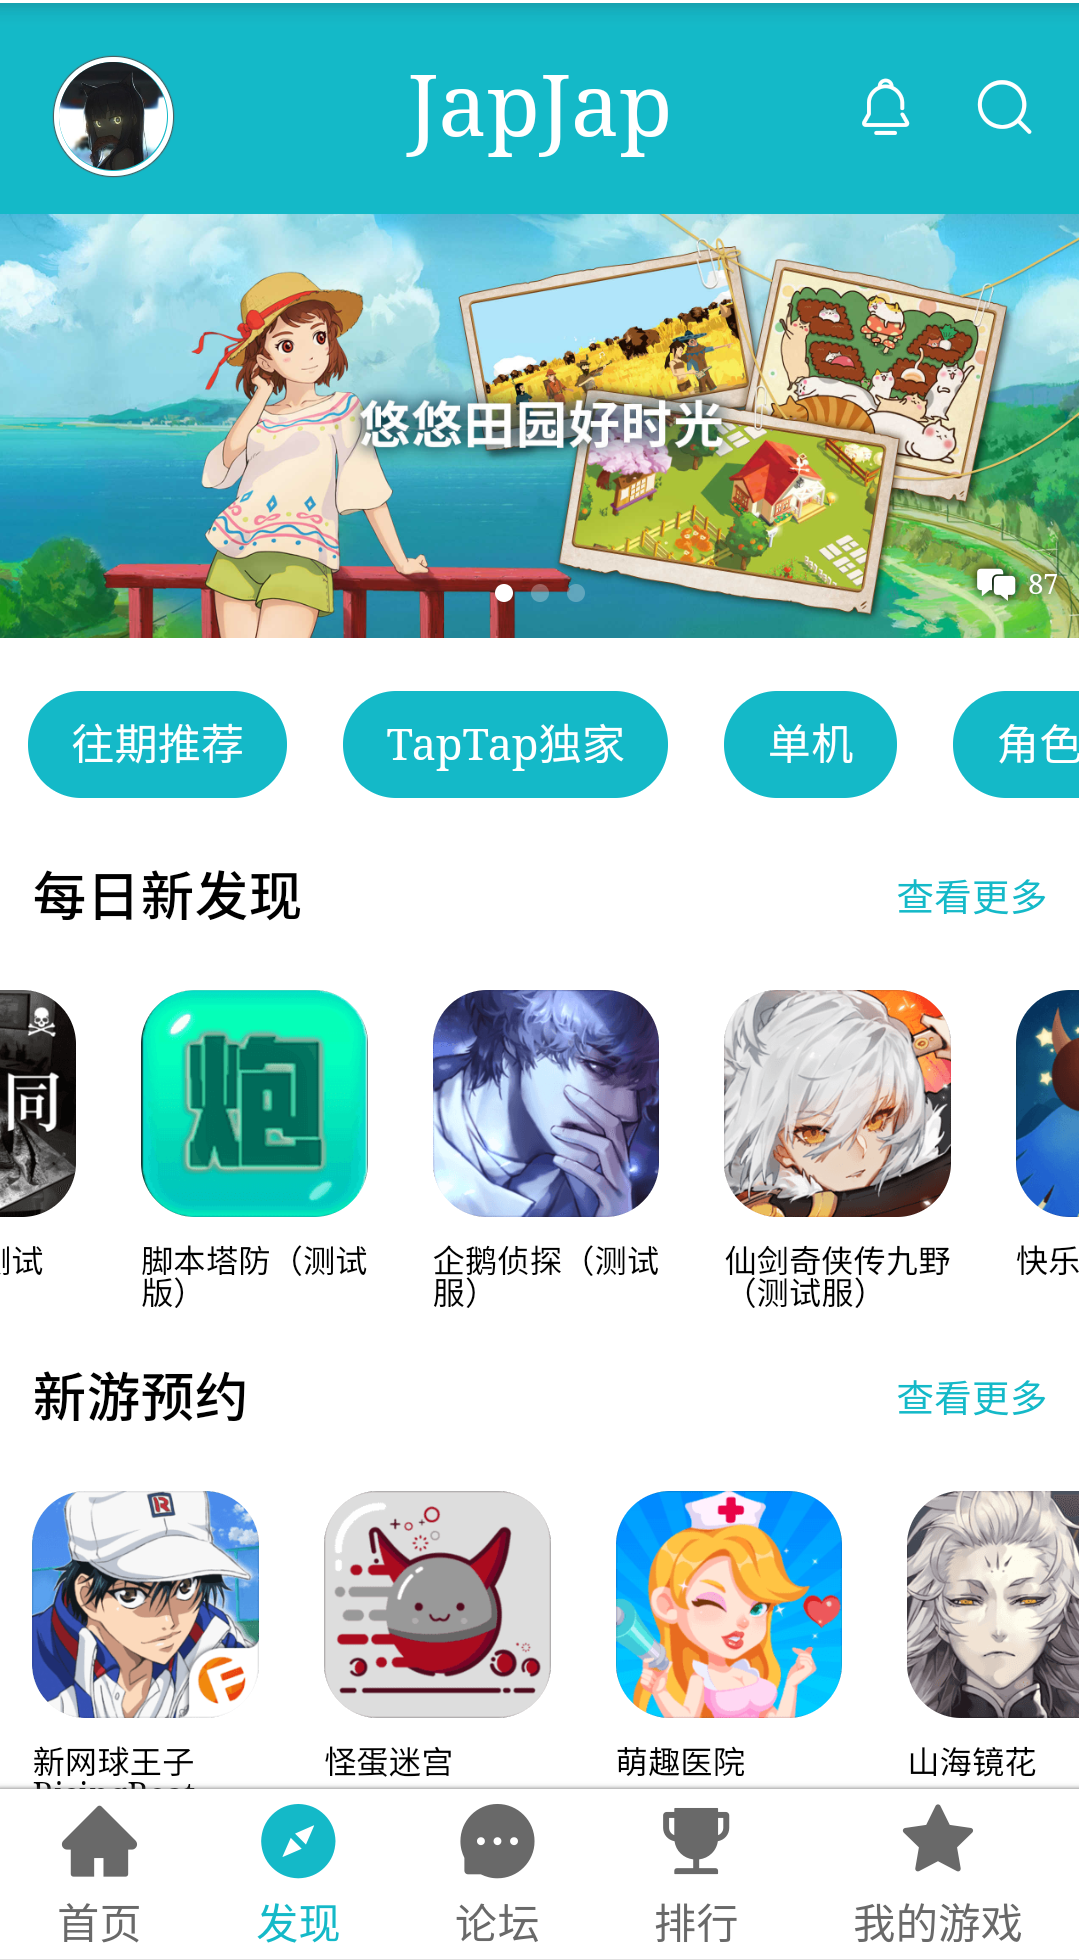 JapJap
悠悠田园好时光
87
往期推荐
TapTap独家
单机
角色
每日新发现
查看更多
同
炮
测试
脚本塔防（测试
版）
企鹅侦探（测试
服）
仙剑奇侠传九野
（测试服）
快乐
新游预约
查看更多
R
F
新网球王子
RisingBeat
怪蛋迷宫
萌趣医院
山海镜花
首页
发现
论坛
排行
我的游戏